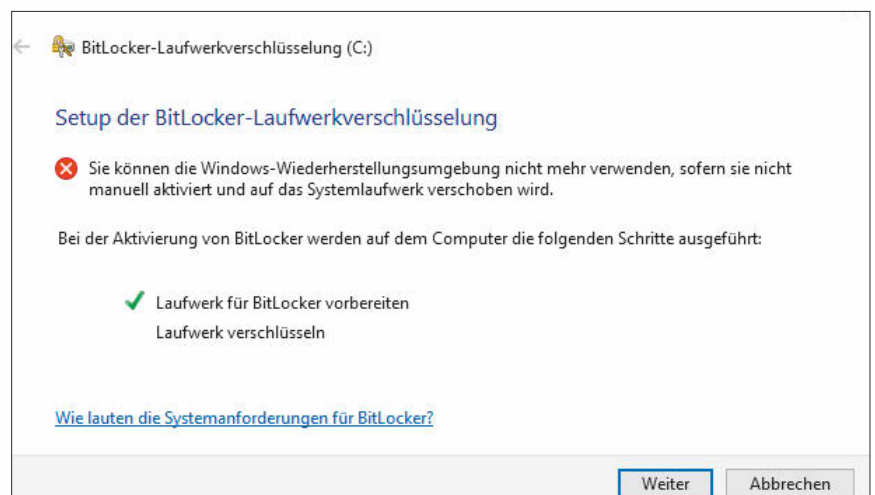 BitLocker-Laufwerkverschlüsselung (C:)
Setup der BitLocker-Laufwerkverschlüsselung
Sie können die Windows-Wiederherstellungsumgebung nicht mehr verwenden, sofern sie nicht
manuell aktiviert und auf das Systemlaufwerk verschoben wird.
Bei der Aktivierung von BitLocker werden auf dem Computer die folgenden Schritte ausgeführt:
Laufwerk für BitLocker vorbereiten
Laufwerk verschlüsseln
Wie lauten die Systemanforderungen für BitLocker?
Weiter Abbrechen